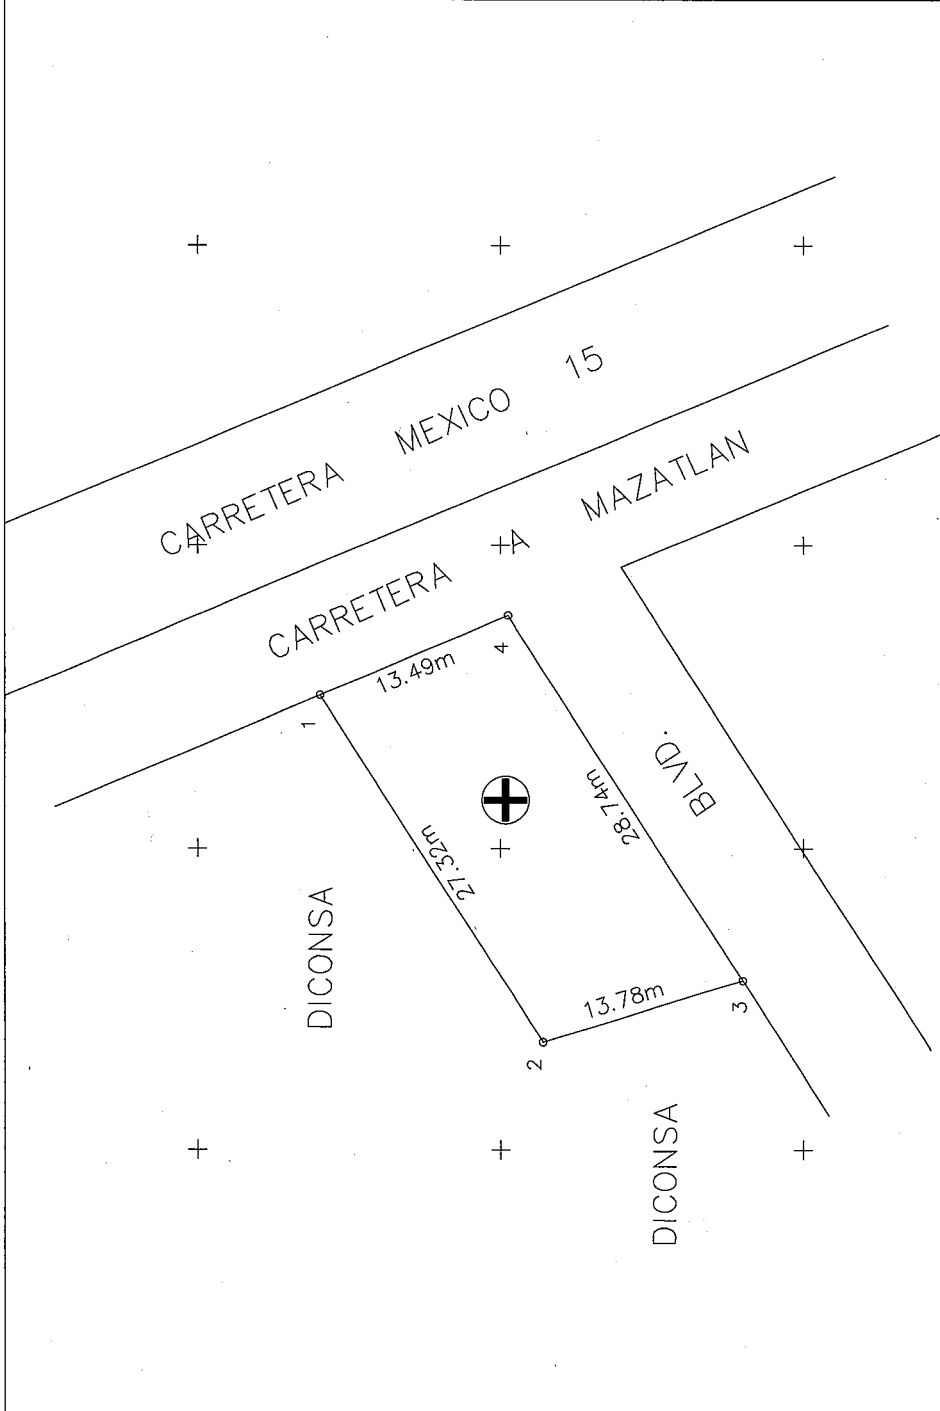 CARRETERA MEXICO 15
CARRETERA A MAZATLAN
13.49m
1
4
27.32m
28.74m
BLVD.
DICONSA
13.78m
2
3
DICONSA